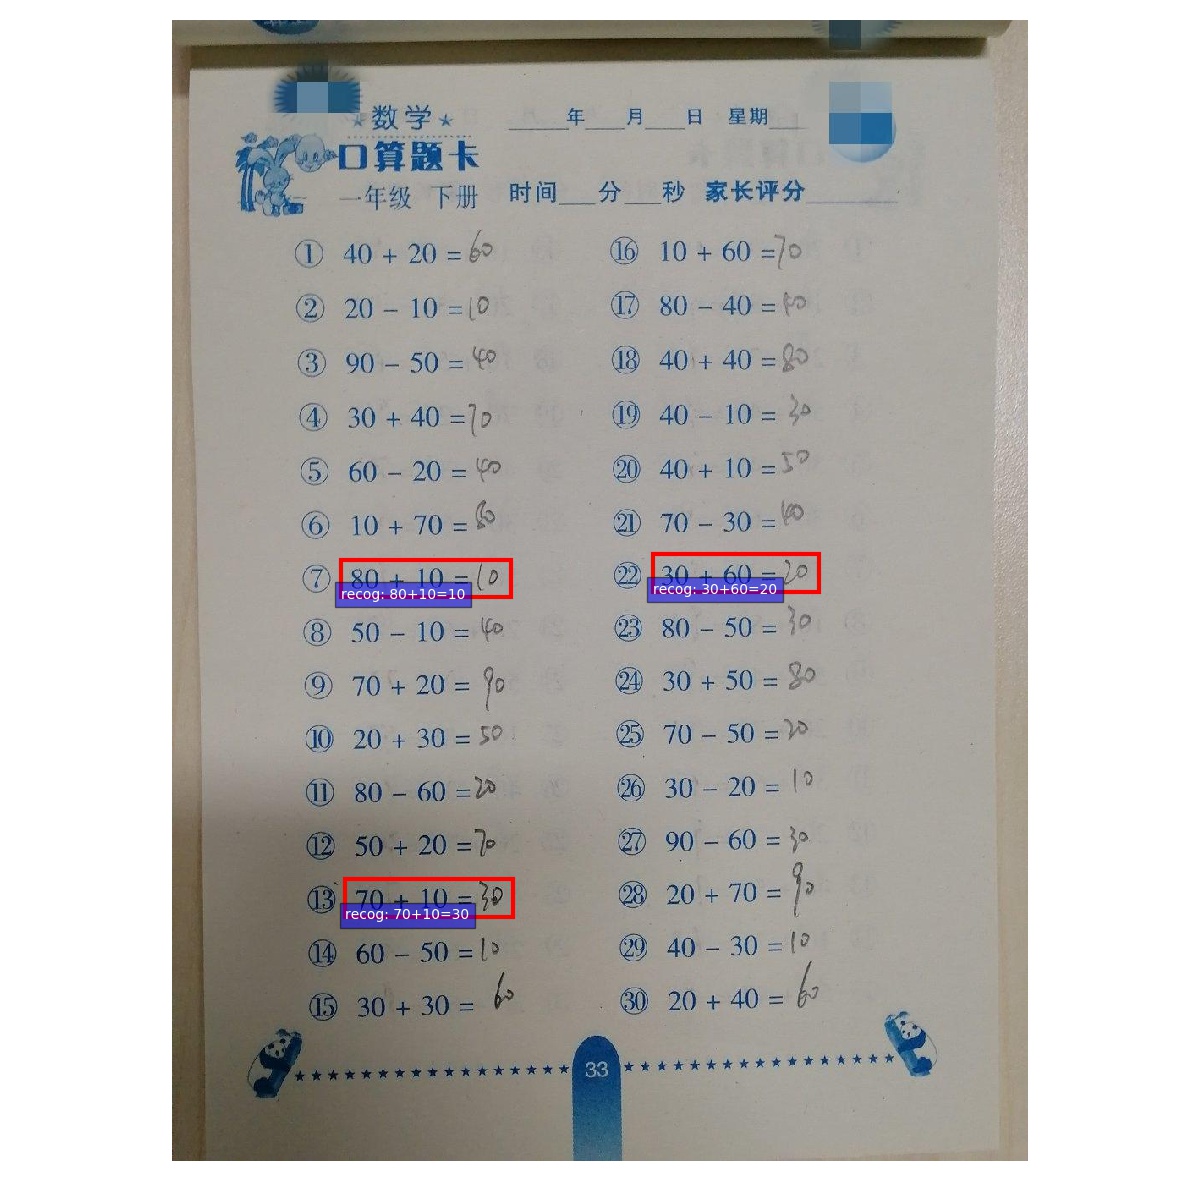 数学
口算题卡
一年级 下册
____年___月___日 星期___
时间___分___秒 家长评分______
① 40 + 20 = 60
② 20 - 10 = 10
③ 90 - 50 = 40
④ 30 + 40 = 70
⑤ 60 - 20 = 40
⑥ 10 + 70 = 80
⑦ 80 + 10 = 10
recog: 80+10=10
⑧ 50 - 10 = 40
⑨ 70 + 20 = 90
⑩ 20 + 30 = 50
⑪ 80 - 60 = 20
⑫ 50 + 20 = 70
⑬ 70 + 10 = 30
recog: 70+10=30
⑭ 60 - 50 = 10
⑮ 30 + 30 = 60
⑯ 10 + 60 = 70
⑰ 80 - 40 = 40
⑱ 40 + 40 = 80
⑲ 40 - 10 = 30
⑳ 40 + 10 = 50
㉑ 70 - 30 = 40
㉒ 30 + 60 = 20
recog: 30+60=20
㉓ 80 - 50 = 30
㉔ 30 + 50 = 80
㉕ 70 - 50 = 20
㉖ 30 - 20 = 10
㉗ 90 - 60 = 30
㉘ 20 + 70 = 90
㉙ 40 - 30 = 10
㉚ 20 + 40 = 60
33